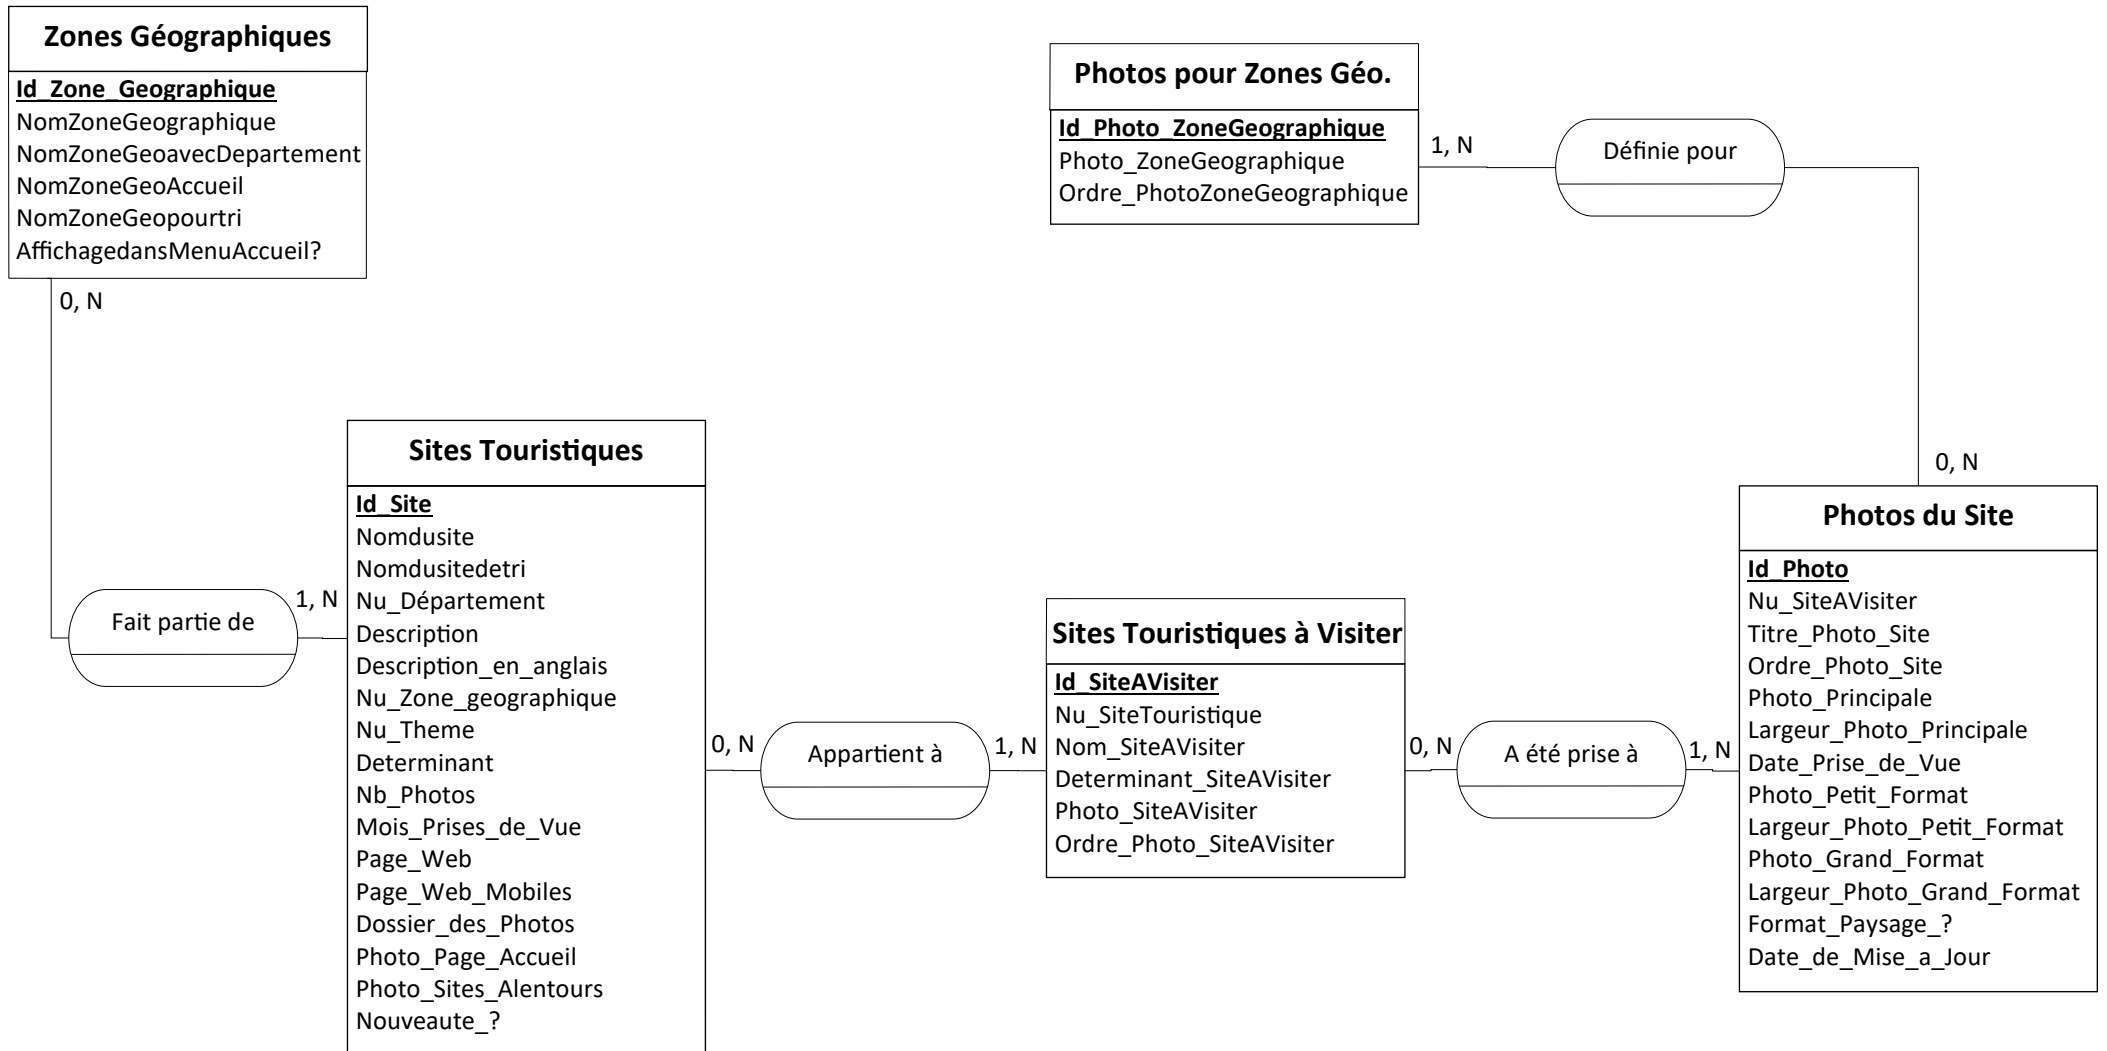 Zones Géographiques
Id_Zone_Geographique
NomZoneGeographique
NomZoneGeoavecDepartement
NomZoneGeoAccueil
NomZoneGeopourtri
AffichagedansMenuAccueil?
0, N
Photos pour Zones Géo.
Id_Photo_ZoneGeographique
Photo_ZoneGeographique
Ordre_PhotoZoneGeographique
1, N
Définie pour
0, N
Fait partie de
1, N
Sites Touristiques
Id_Site
Nomdusite
Nomdusitedetri
Nu_Département
Description
Description_en_anglais
Nu_Zone_geographique
Nu_Theme
Determinant
Nb_Photos
Mois_Prises_de_Vue
Page_Web
Page_Web_Mobiles
Dossier_des_Photos
Photo_Page_Accueil
Photo_Sites_Alentours
Nouveaute_?
0, N
Appartient à
1, N
Sites Touristiques à Visiter
Id_SiteAVisiter
Nu_SiteTouristique
Nom_SiteAVisiter
Determinant_SiteAVisiter
Photo_SiteAVisiter
Ordre_Photo_SiteAVisiter
0, N
A été prise à
1, N
Photos du Site
Id_Photo
Nu_SiteAVisiter
Titre_Photo_Site
Ordre_Photo_Site
Photo_Principale
Largeur_Photo_Principale
Date_Prise_de_Vue
Photo_Petit_Format
Largeur_Photo_Petit_Format
Photo_Grand_Format
Largeur_Photo_Grand_Format
Format_Paysage_?
Date_de_Mise_a_Jour